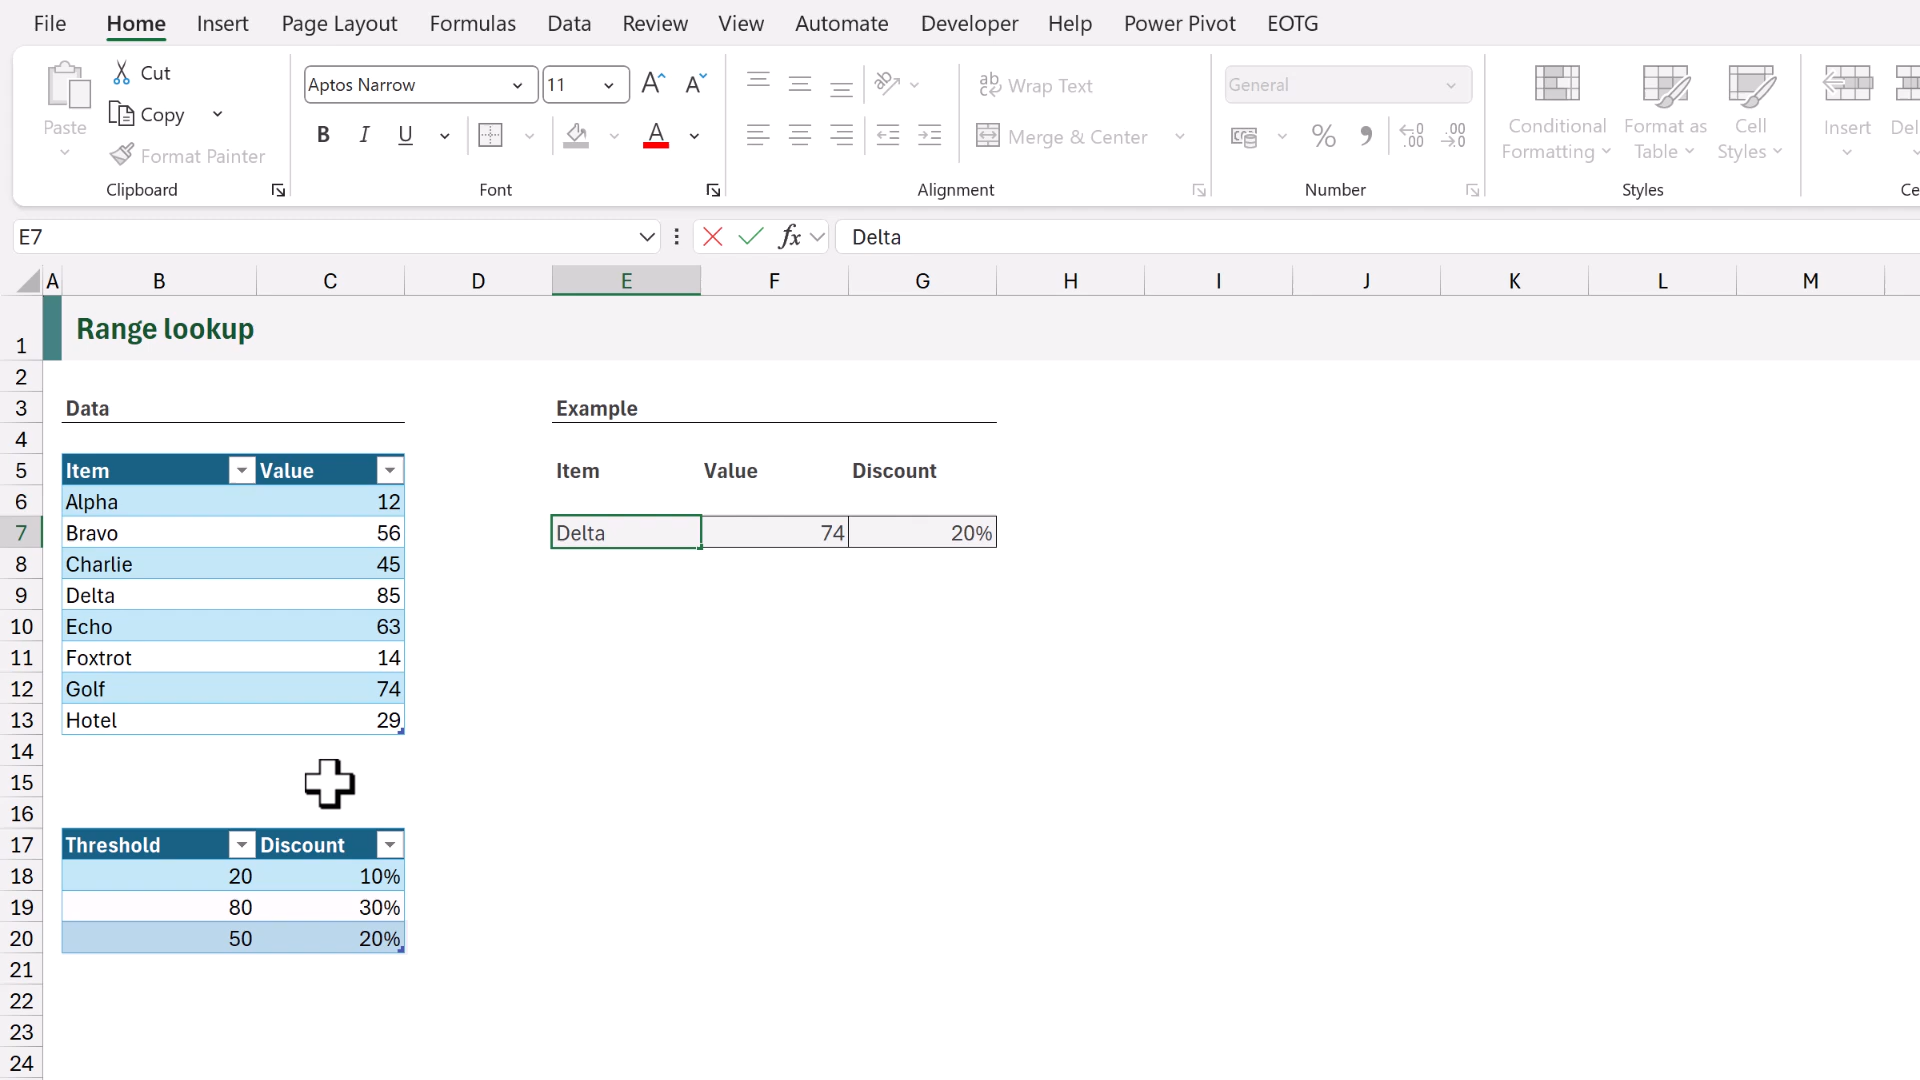 File Home Insert Page Layout Formulas Data Review View Automate Developer Help Power Pivot EOTG
Paste
Cut
Copy
Format Painter
Clipboard
Aptos Narrow 11
B I U A
Font
Wrap Text
Merge & Center
Alignment
General
% 9 .00
Number
Conditional Formatting
Format as Table
Cell Styles
Styles
Insert
Del
Ce
E7 fx Delta
A B C D E F G H I J K L M
1 Range lookup
2
3 Data Example
4
5 Item Value Item Value Discount
6 Alpha 12
7 Bravo 56 Delta 74 20%
8 Charlie 45
9 Delta 85
10 Echo 63
11 Foxtrot 14
12 Golf 74
13 Hotel 29
14
15
16
17 Threshold Discount
18 20 10%
19 80 30%
20 50 20%
21
22
23
24